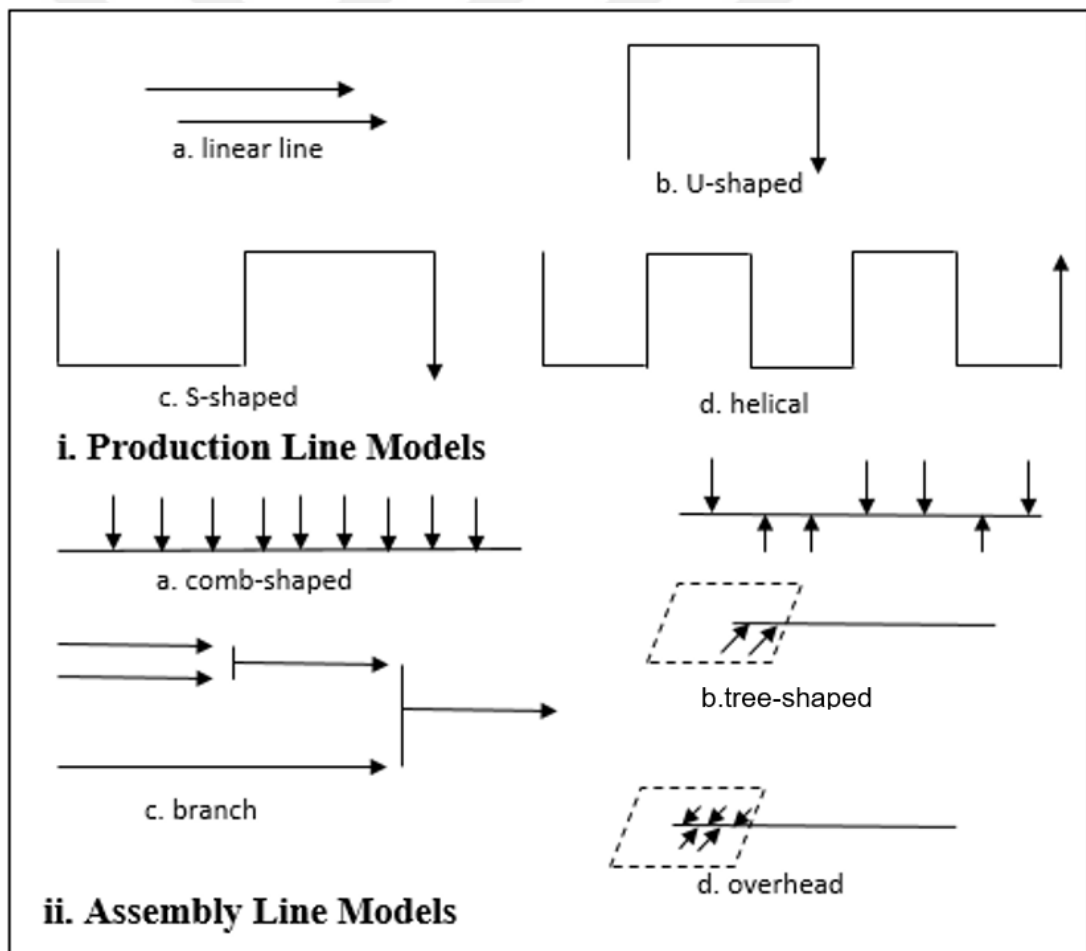 a. linear line
b. U-shaped
c. S-shaped
d. helical
i. Production Line Models
a. comb-shaped
b.tree-shaped
c. branch
d. overhead
ii. Assembly Line Models